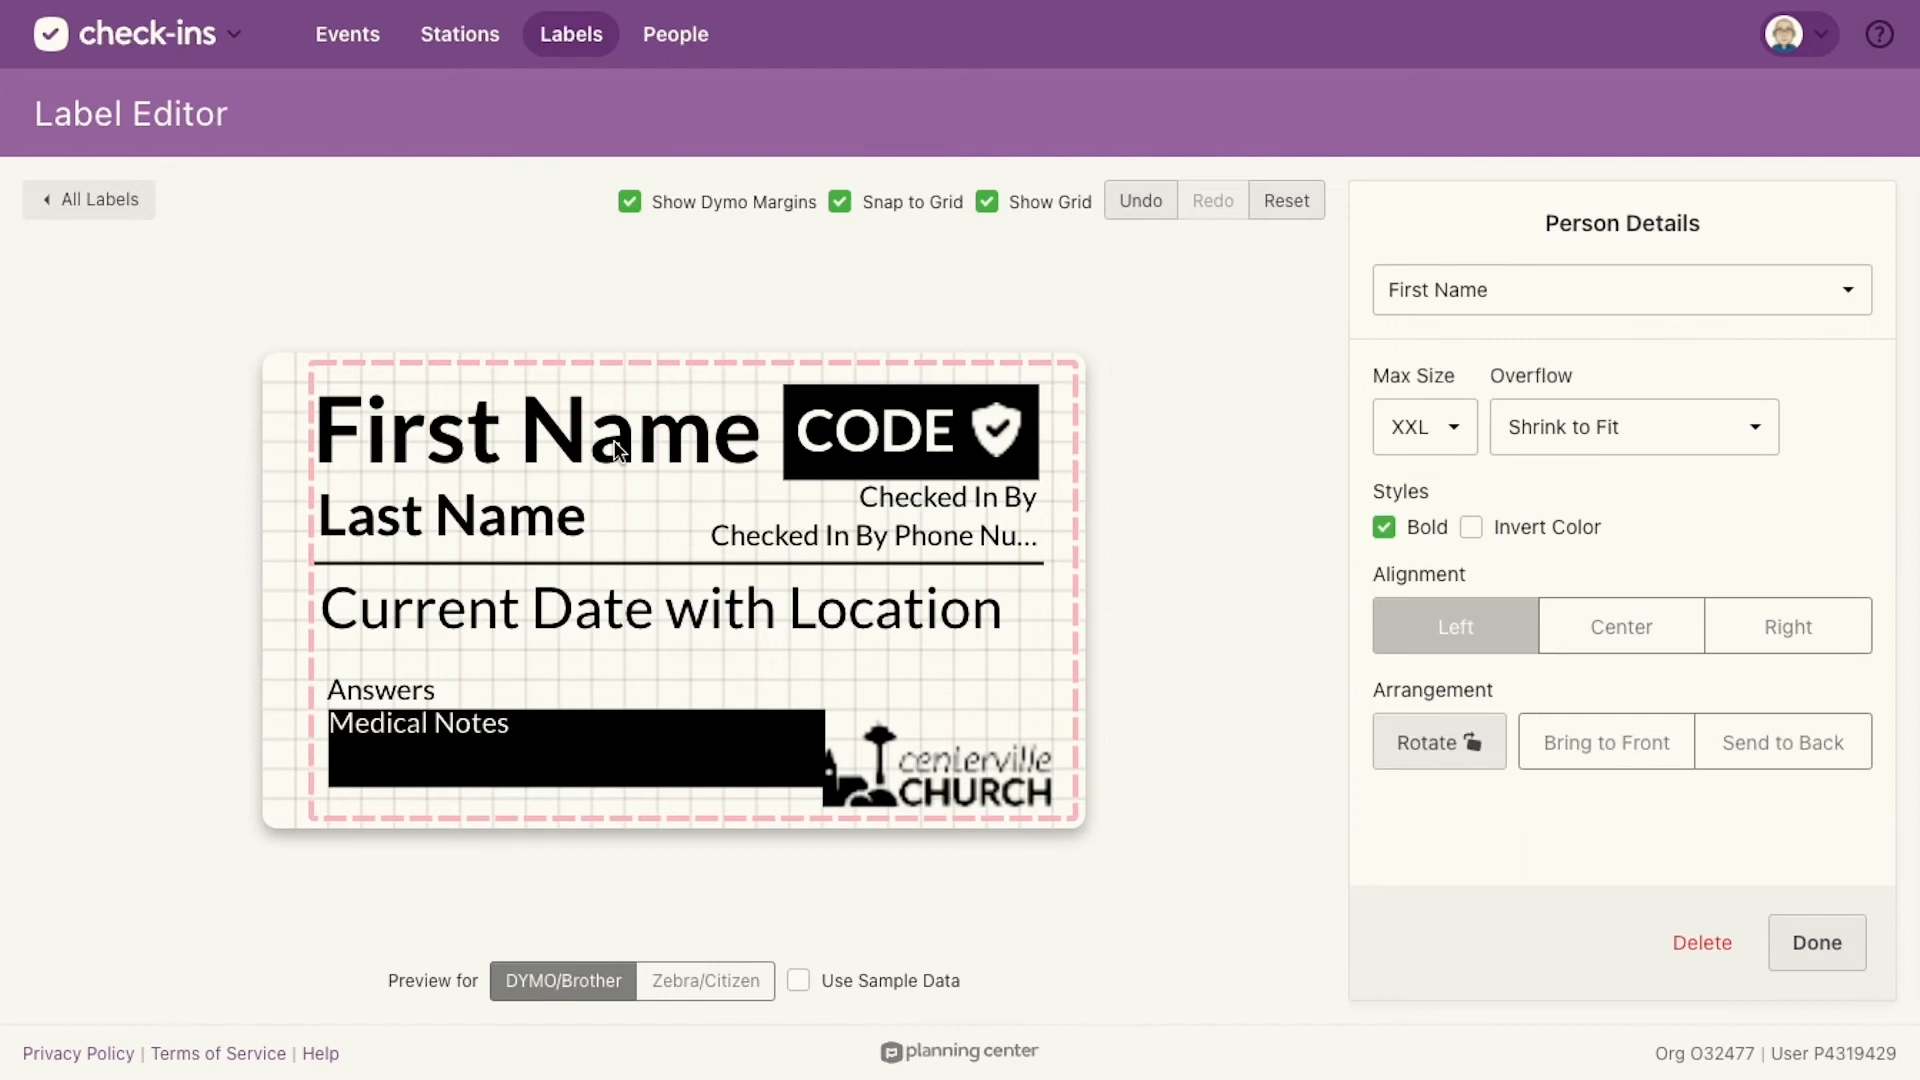 check-ins
Events
Stations
Labels
People
Label Editor
All Labels
Show Dymo Margins
Snap to Grid
Show Grid
Undo
Redo
Reset
First Name
CODE
Last Name
Checked In By
Checked In By Phone Nu...
Current Date with Location
Answers
Medical Notes
centerville
CHURCH
Preview for
DYMO/Brother
Zebra/Citizen
Use Sample Data
Person Details
First Name
Max Size
Overflow
XXL
Shrink to Fit
Styles
Bold
Invert Color
Alignment
Left
Center
Right
Arrangement
Rotate
Bring to Front
Send to Back
Delete
Done
Privacy Policy | Terms of Service | Help
planning center
Org O32477 | User P4319429